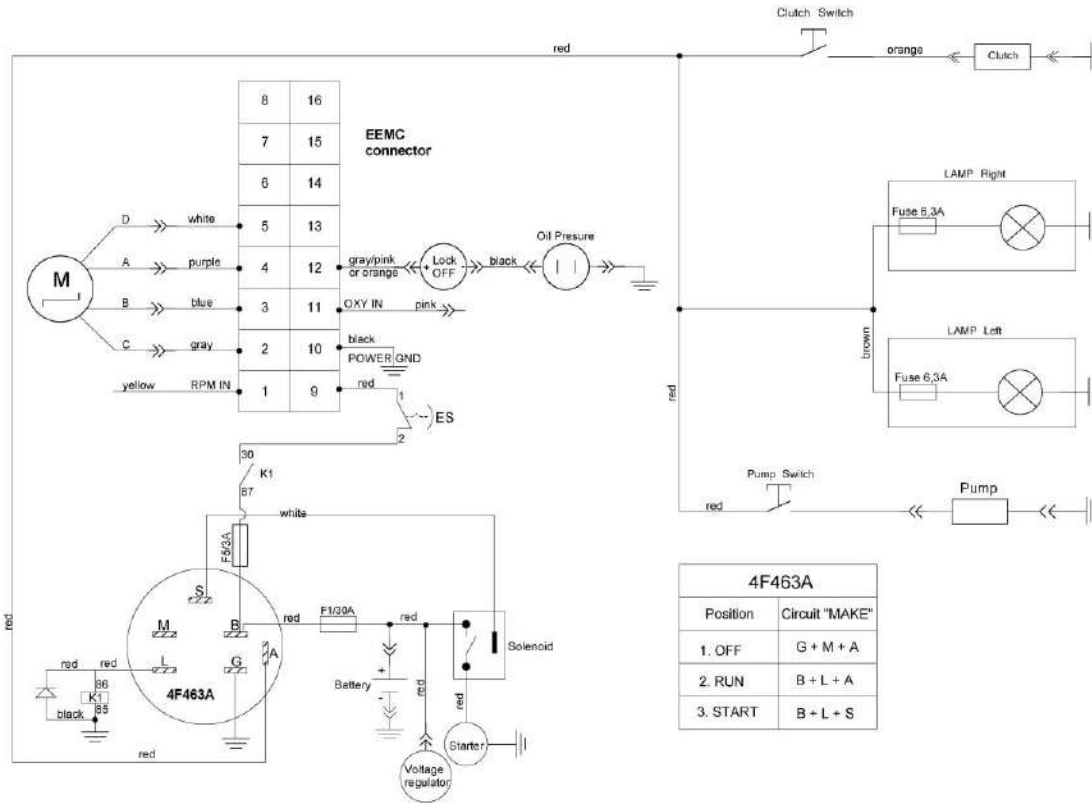 Clutch Switch
red
orange
Clutch
8 16
7 15
6 14
5 13
4 12
3 11
2 10
1 9
EEMC
connector
D
white
A
purple
B
blue
C
gray
yellow
RPM IN
M
gray/pink
or orange
+ Lock
OFF -
black
Oil Presure
OXY IN
pink
black
POWER GND
red
1
2
ES
LAMP Right
Fuse 6,3A
brown
LAMP Left
Fuse 6,3A
red
30
K1
87
white
F5/3A
Pump Switch
red
Pump
S
M
B
L
G
A
4F463A
red
F1/30A
red
Solenoid
red
red
86
K1
85
black
red
Battery
+
-
red
red
Starter
Voltage
regulator
red
4F463A
Position Circuit "MAKE"
1. OFF G + M + A
2. RUN B + L + A
3. START B + L + S